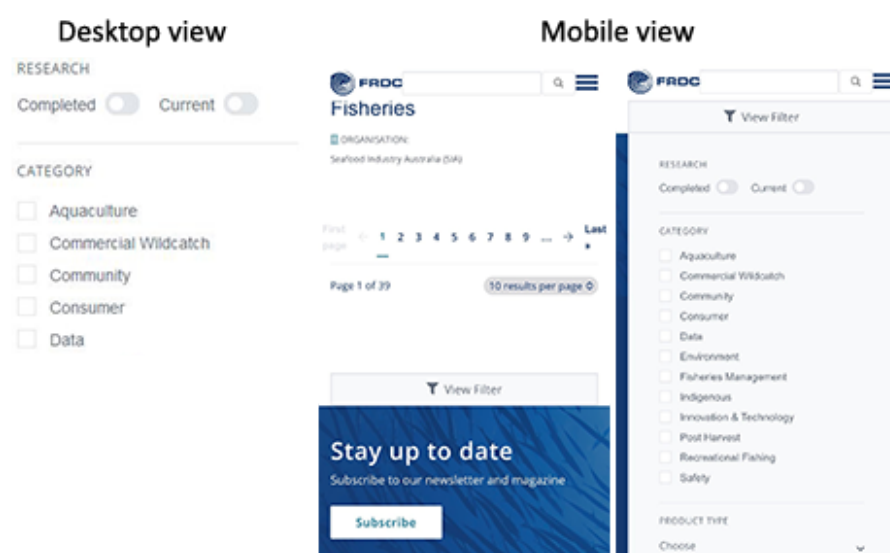 Desktop view
RESEARCH
Completed Current
CATEGORY
Aquaculture
Commercial Wildcatch
Community
Consumer
Data
Mobile view
FRDC
Fisheries
ORGANISATION:
Seafood Industry Australia (SIA)
First page ← 1 2 3 4 5 6 7 8 9 ... → Last »
Page 1 of 39 10 results per page
View Filter
Stay up to date
Subscribe to our newsletter and magazine
Subscribe
FRDC
View Filter
RESEARCH
Completed Current
CATEGORY
Aquaculture
Commercial Wildcatch
Community
Consumer
Data
Environment
Fisheries Management
Indigenous
Innovation & Technology
Post Harvest
Recreational Fishing
Safety
PRODUCT TYPE
Choose